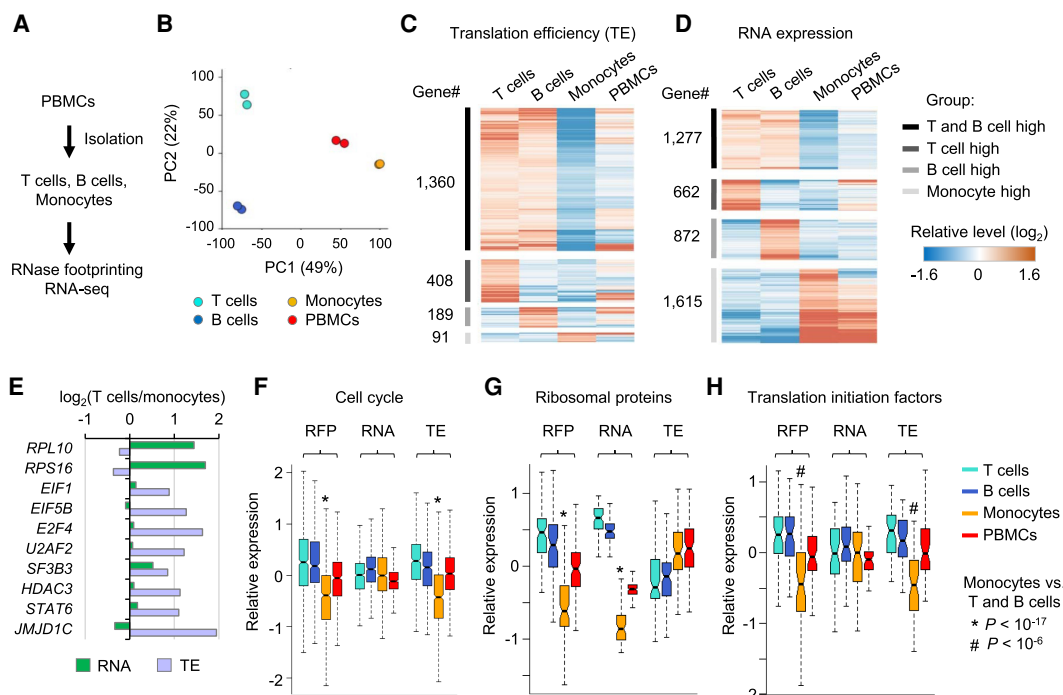 A
PBMCs
Isolation
T cells, B cells,
Monocytes
RNase footprinting
RNA-seq
B
PC2 (22%)
100
50
0
-50
-100
-100
-50
0
50
100
PC1 (49%)
T cells
Monocytes
B cells
PBMCs
C
Translation efficiency (TE)
Gene#
T cells
B cells
Monocytes
PBMCs
1,360
408
189
91
D
RNA expression
Gene#
T cells
B cells
Monocytes
PBMCs
1,277
662
872
1,615
Group:
T and B cell high
T cell high
B cell high
Monocyte high
Relative level (log2)
-1.6 0 1.6
E
log2(T cells/monocytes)
-1 0 1 2
RPL10
RPS16
EIF1
EIF5B
E2F4
U2AF2
SF3B3
HDAC3
STAT6
JMJD1C
RNA
TE
F
Cell cycle
RFP RNA TE
Relative expression
2
1
0
-1
-2
*
*
G
Ribosomal proteins
RFP RNA TE
Relative expression
1
0
-1
*
*
H
Translation initiation factors
RFP RNA TE
Relative expression
1
0
-1
-2
#
#
T cells
B cells
Monocytes
PBMCs
Monocytes vs.
T and B cells
* P < 10-17
# P < 10-6